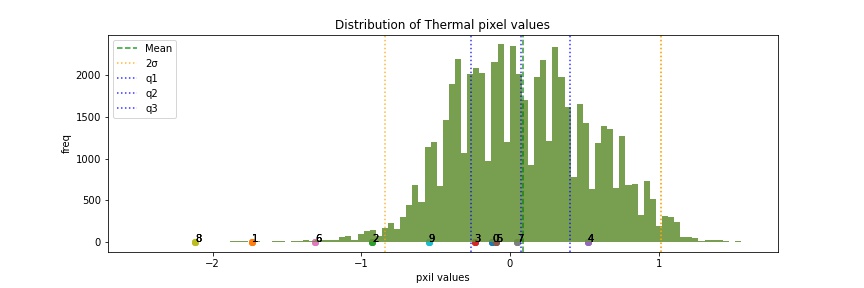 Distribution of Thermal pixel values
Mean
2σ
q1
q2
q3
freq
2000
1500
1000
500
0
8 1 6 2 9 3 0 5 7 4
−2 −1 0 1
pxil values